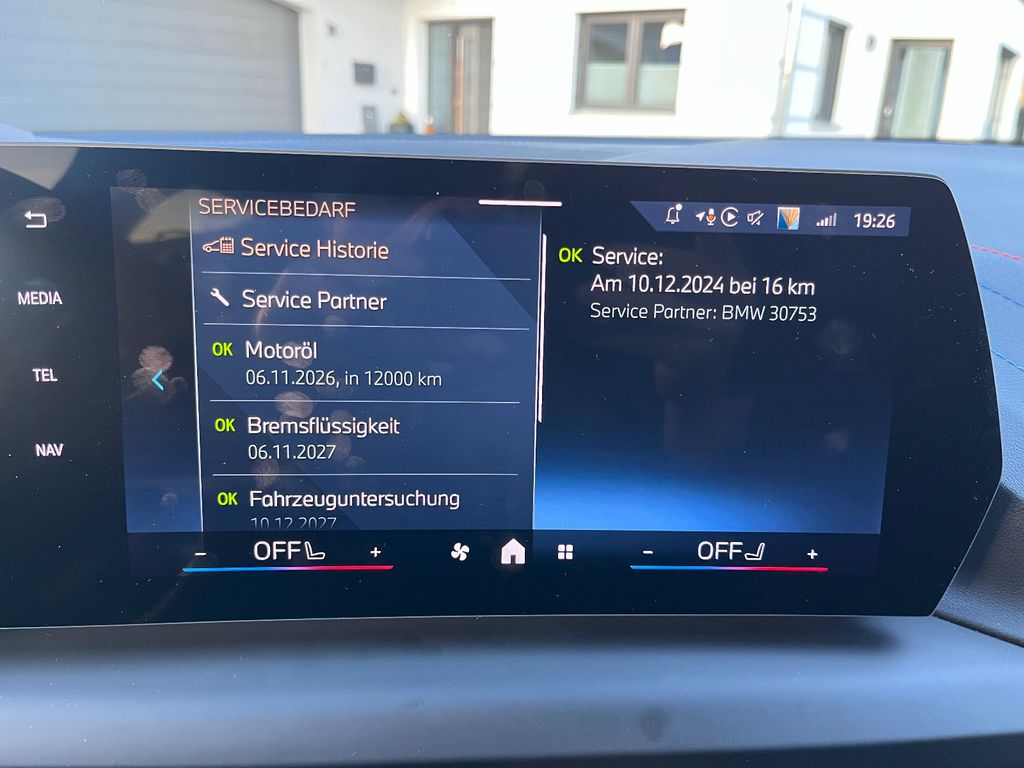 SERVICEBEDARF
19:26
Service Historie
Service Partner
OK Motoröl
06.11.2026, in 12000 km
OK Bremsflüssigkeit
06.11.2027
OK Fahrzeuguntersuchung
10.12.2027
OK Service:
Am 10.12.2024 bei 16 km
Service Partner: BMW 30753
MEDIA
TEL
NAV
- OFF +
- OFF +